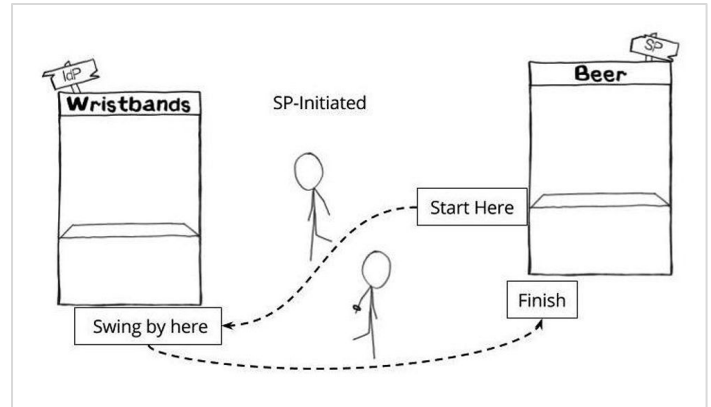 SP
IdP
Beer
Wristbands
SP-Initiated
Start Here
Finish
Swing by here